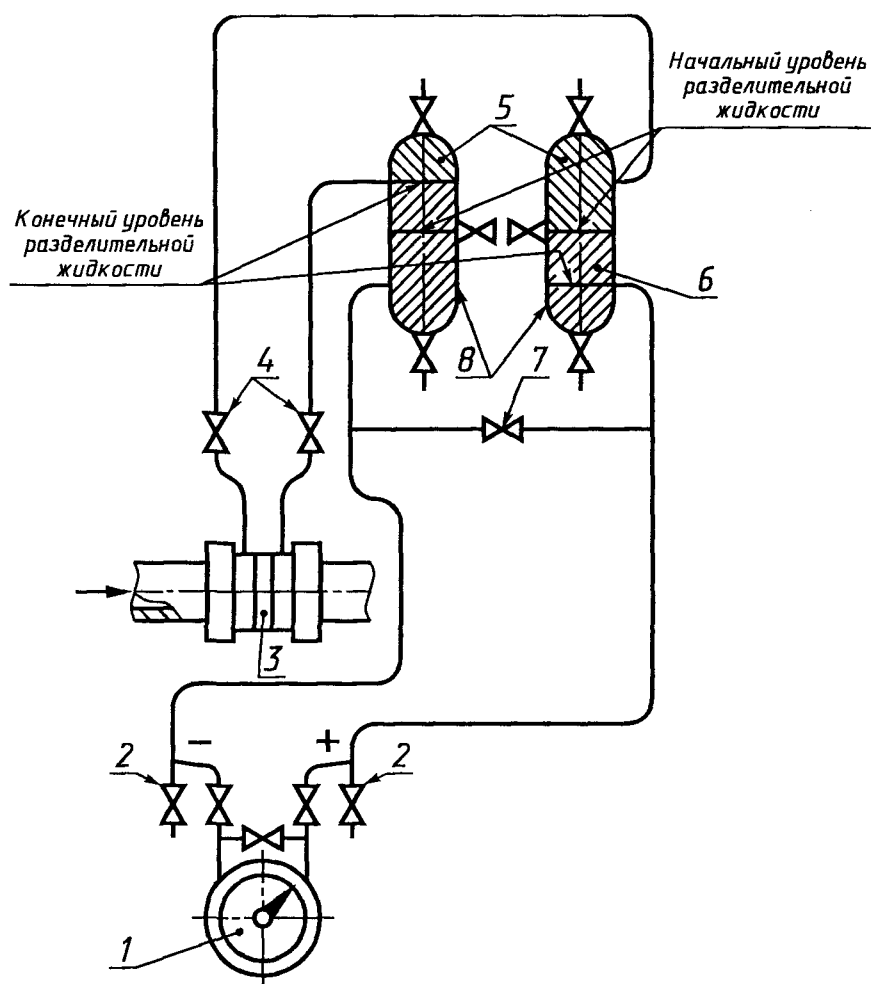 Начальный уровень
разделительной
жидкости
5
Конечный уровень
разделительной
жидкости
6
4
8
7
3
2
−
+
2
1